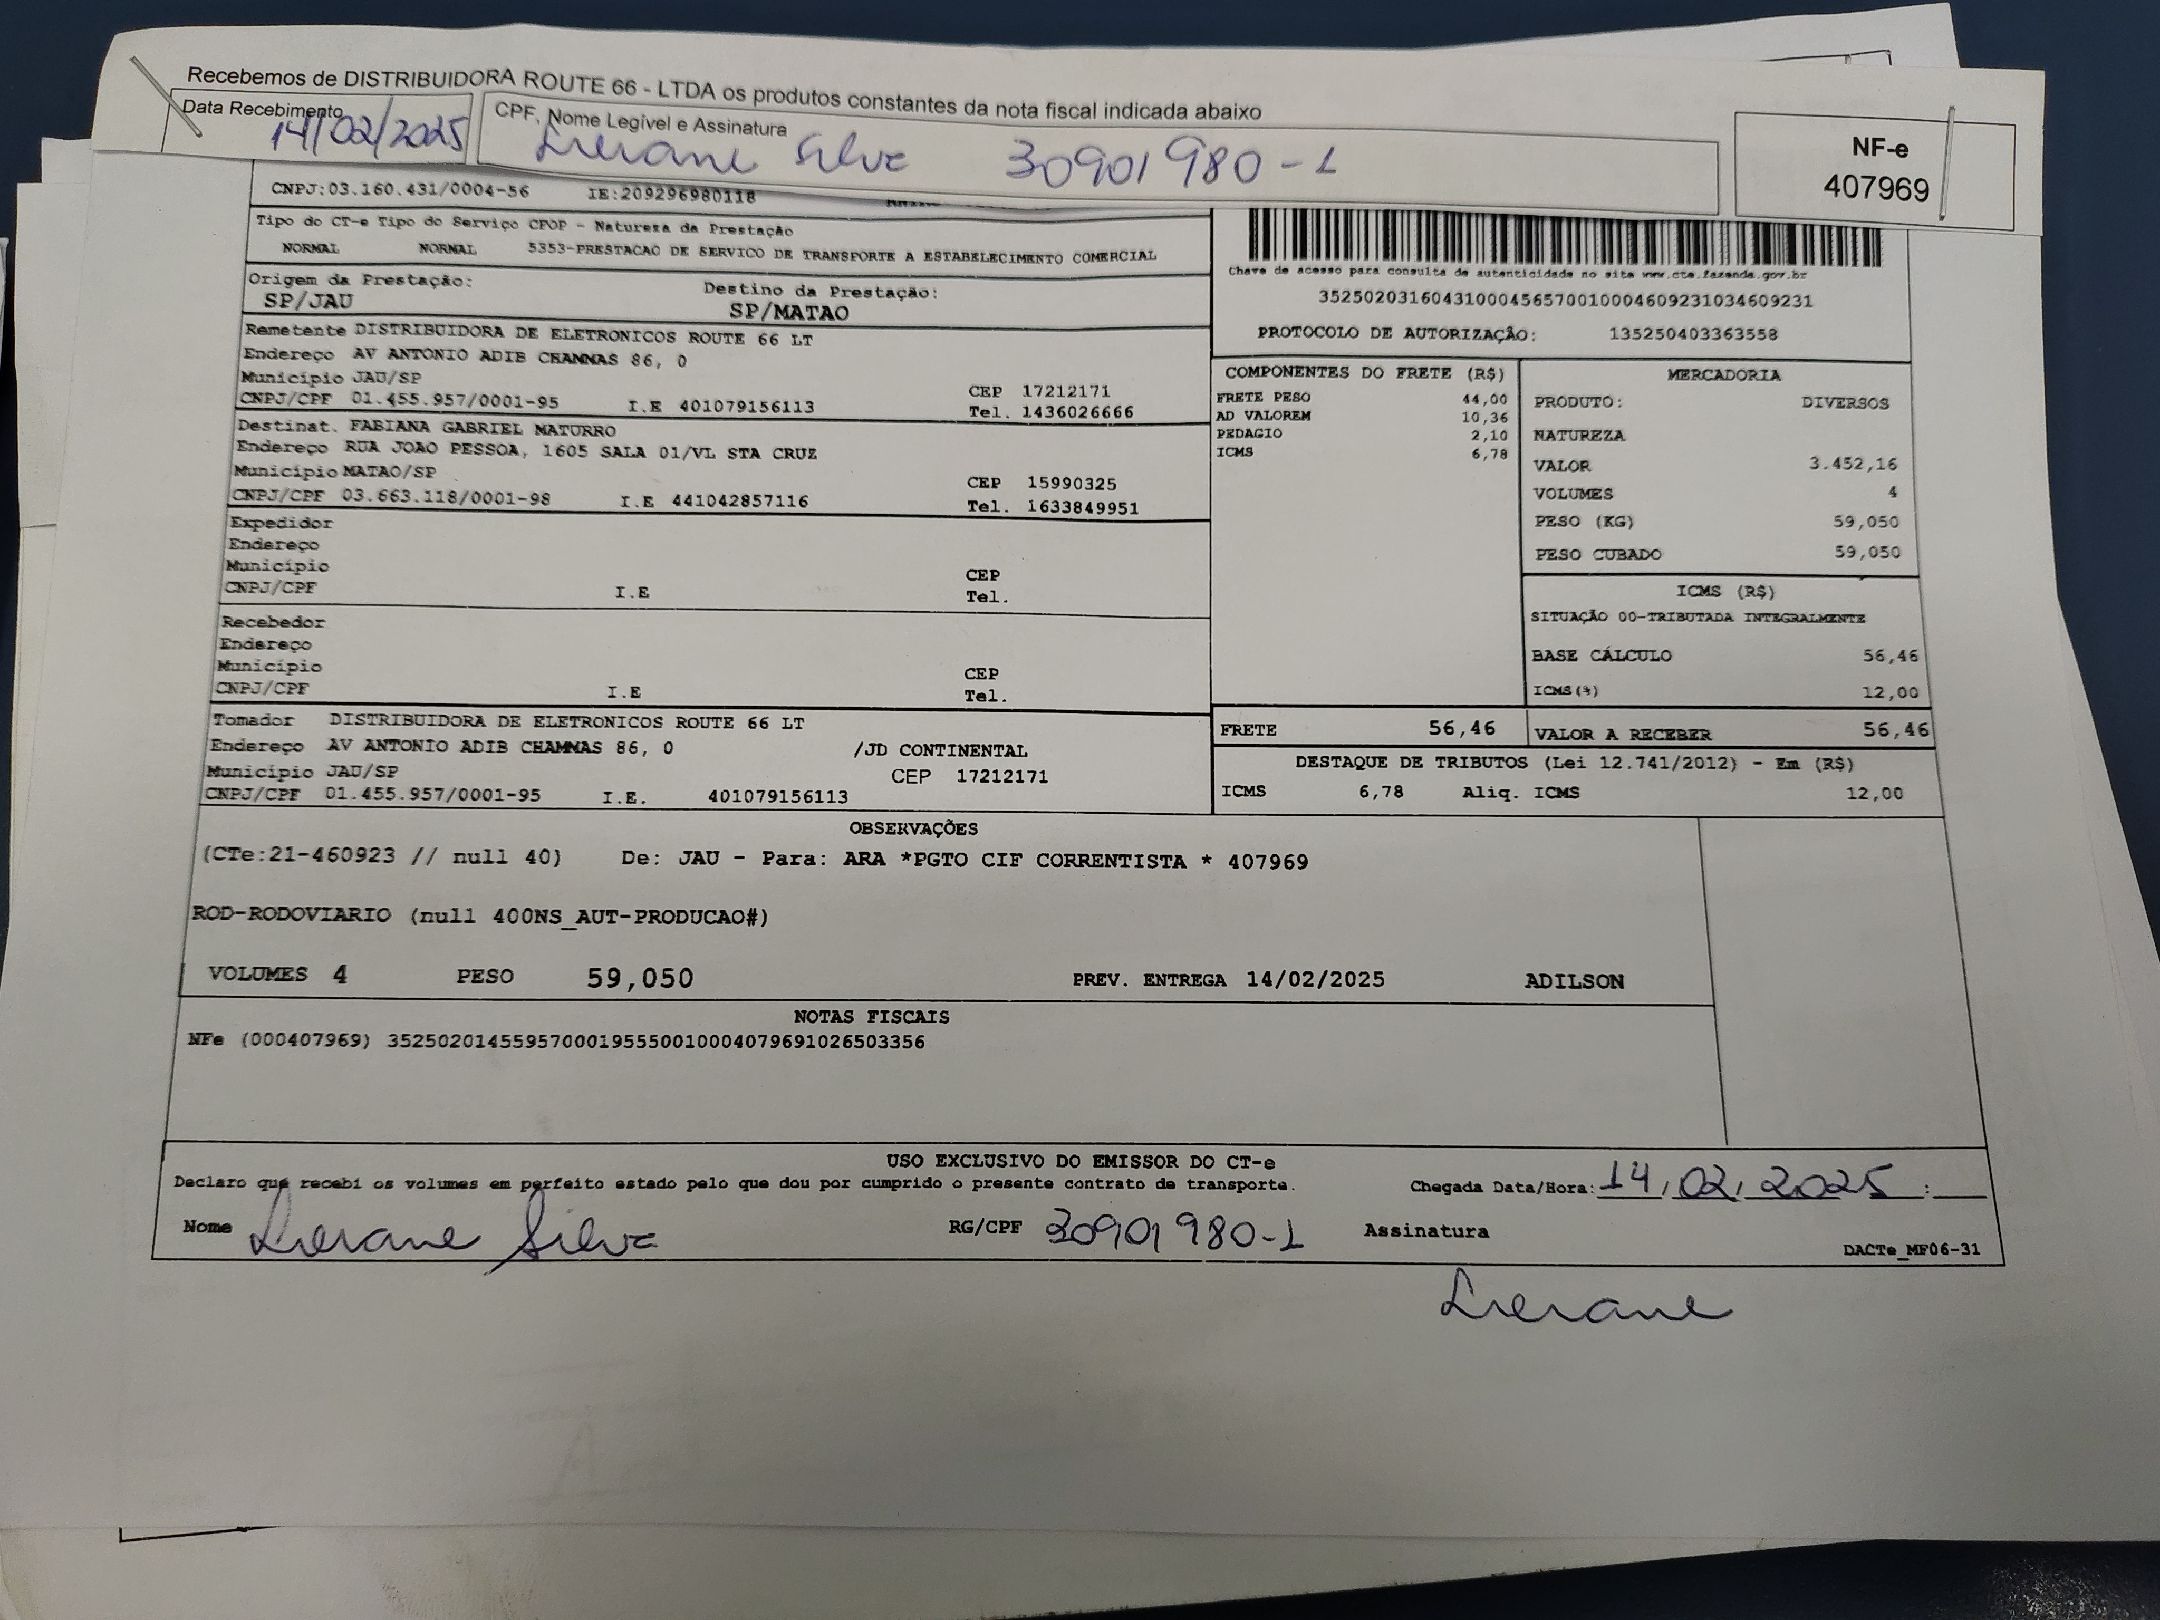 Recebemos de DISTRIBUIDORA ROUTE 66 - LTDA os produtos constantes da nota fiscal indicada abaixo
Data Recebimento
14/02/2025
CPF, Nome Legível e Assinatura
Silva 30901980-1
NF-e
407969
CNPJ:03.160.431/0004-56 IE:209296980118
Tipo do CT-e Tipo do Serviço CFOP - Natureza da Prestação
NORMAL NORMAL 5353-PRESTACAO DE SERVICO DE TRANSPORTE A ESTABELECIMENTO COMERCIAL
Origem da Prestação: Destino da Prestação:
SP/JAU SP/MATAO
Remetente DISTRIBUIDORA DE ELETRONICOS ROUTE 66 LT
Endereço AV ANTONIO ADIB CHAMMAS 86, 0
Município JAU/SP CEP 17212171
CNPJ/CPF 01.455.957/0001-95 I.E 401079156113 Tel. 1436026666
Destinat. FABIANA GABRIEL MATURRO
Endereço RUA JOAO PESSOA, 1605 SALA 01/VL STA CRUZ
Município MATAO/SP CEP 15990325
CNPJ/CPF 03.663.118/0001-98 I.E 441042857116 Tel. 1633849951
Expedidor
Endereço
Município CEP
CNPJ/CPF I.E Tel.
Recebedor
Endereço
Município CEP
CNPJ/CPF I.E Tel.
Tomador DISTRIBUIDORA DE ELETRONICOS ROUTE 66 LT
Endereço AV ANTONIO ADIB CHAMMAS 86, 0 /JD CONTINENTAL
Município JAU/SP CEP 17212171
CNPJ/CPF 01.455.957/0001-95 I.E. 401079156113
Chave de acesso para consulta de autenticidade no site www.cte.fazenda.gov.br
35250203160431000456570010004609231034609231
PROTOCOLO DE AUTORIZAÇÃO: 135250403363558
COMPONENTES DO FRETE (R$)
FRETE PESO 44,00
AD VALOREM 10,36
PEDAGIO 2,10
ICMS 6,78
MERCADORIA
PRODUTO: DIVERSOS
NATUREZA
VALOR 3.452,16
VOLUMES 4
PESO (KG) 59,050
PESO CUBADO 59,050
ICMS (R$)
SITUAÇÃO 00-TRIBUTADA INTEGRALMENTE
BASE CÁLCULO 56,46
ICMS(%) 12,00
FRETE 56,46 VALOR A RECEBER 56,46
DESTAQUE DE TRIBUTOS (Lei 12.741/2012) - Em (R$)
ICMS 6,78 Aliq. ICMS 12,00
OBSERVAÇÕES
(CTe:21-460923 // null 40) De: JAU - Para: ARA *PGTO CIF CORRENTISTA * 407969
ROD-RODOVIARIO (null 400NS_AUT-PRODUCAO#)
VOLUMES 4 PESO 59,050 PREV. ENTREGA 14/02/2025 ADILSON
NOTAS FISCAIS
NFe (000407969) 35250201455957000195550010004079691026503356
USO EXCLUSIVO DO EMISSOR DO CT-e
Declaro que recebi os volumes em perfeito estado pelo que dou por cumprido o presente contrato de transporte. Chegada Data/Hora: 14/02/2025 :
Nome Silva RG/CPF 30901980-1 Assinatura
DACTe_MF06-31